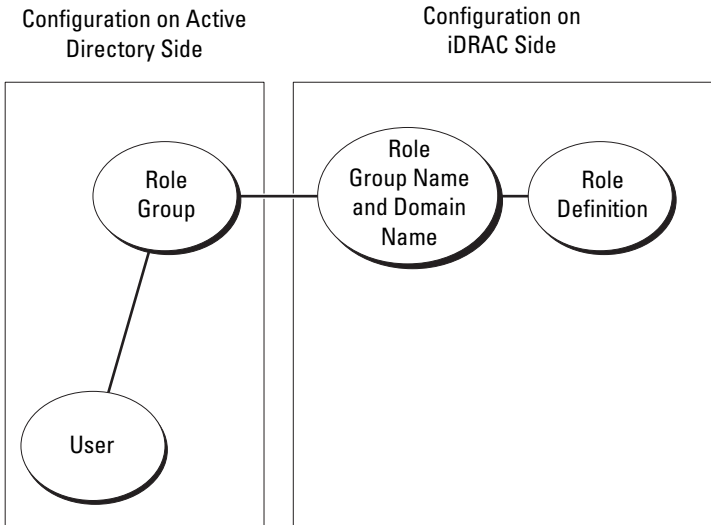 Configuration on Active
Directory Side
Configuration on
iDRAC Side
Role
Group
Role
Group Name
and Domain
Name
Role
Definition
User